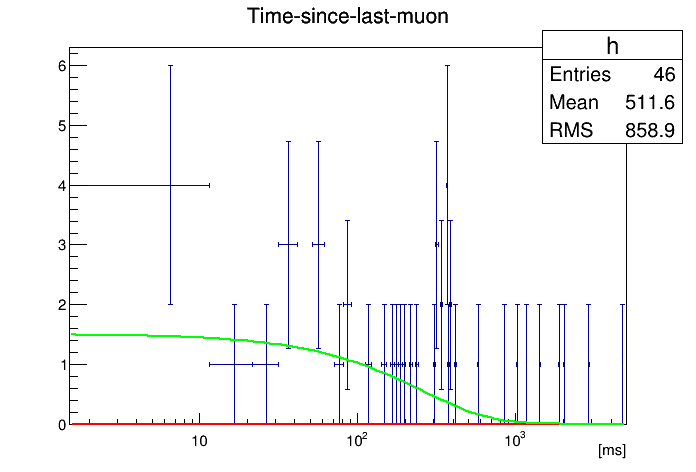 Time-since-last-muon
h
Entries 46
Mean 511.6
RMS 858.9
6
5
4
3
2
1
0
10 10² 10³
[ms]